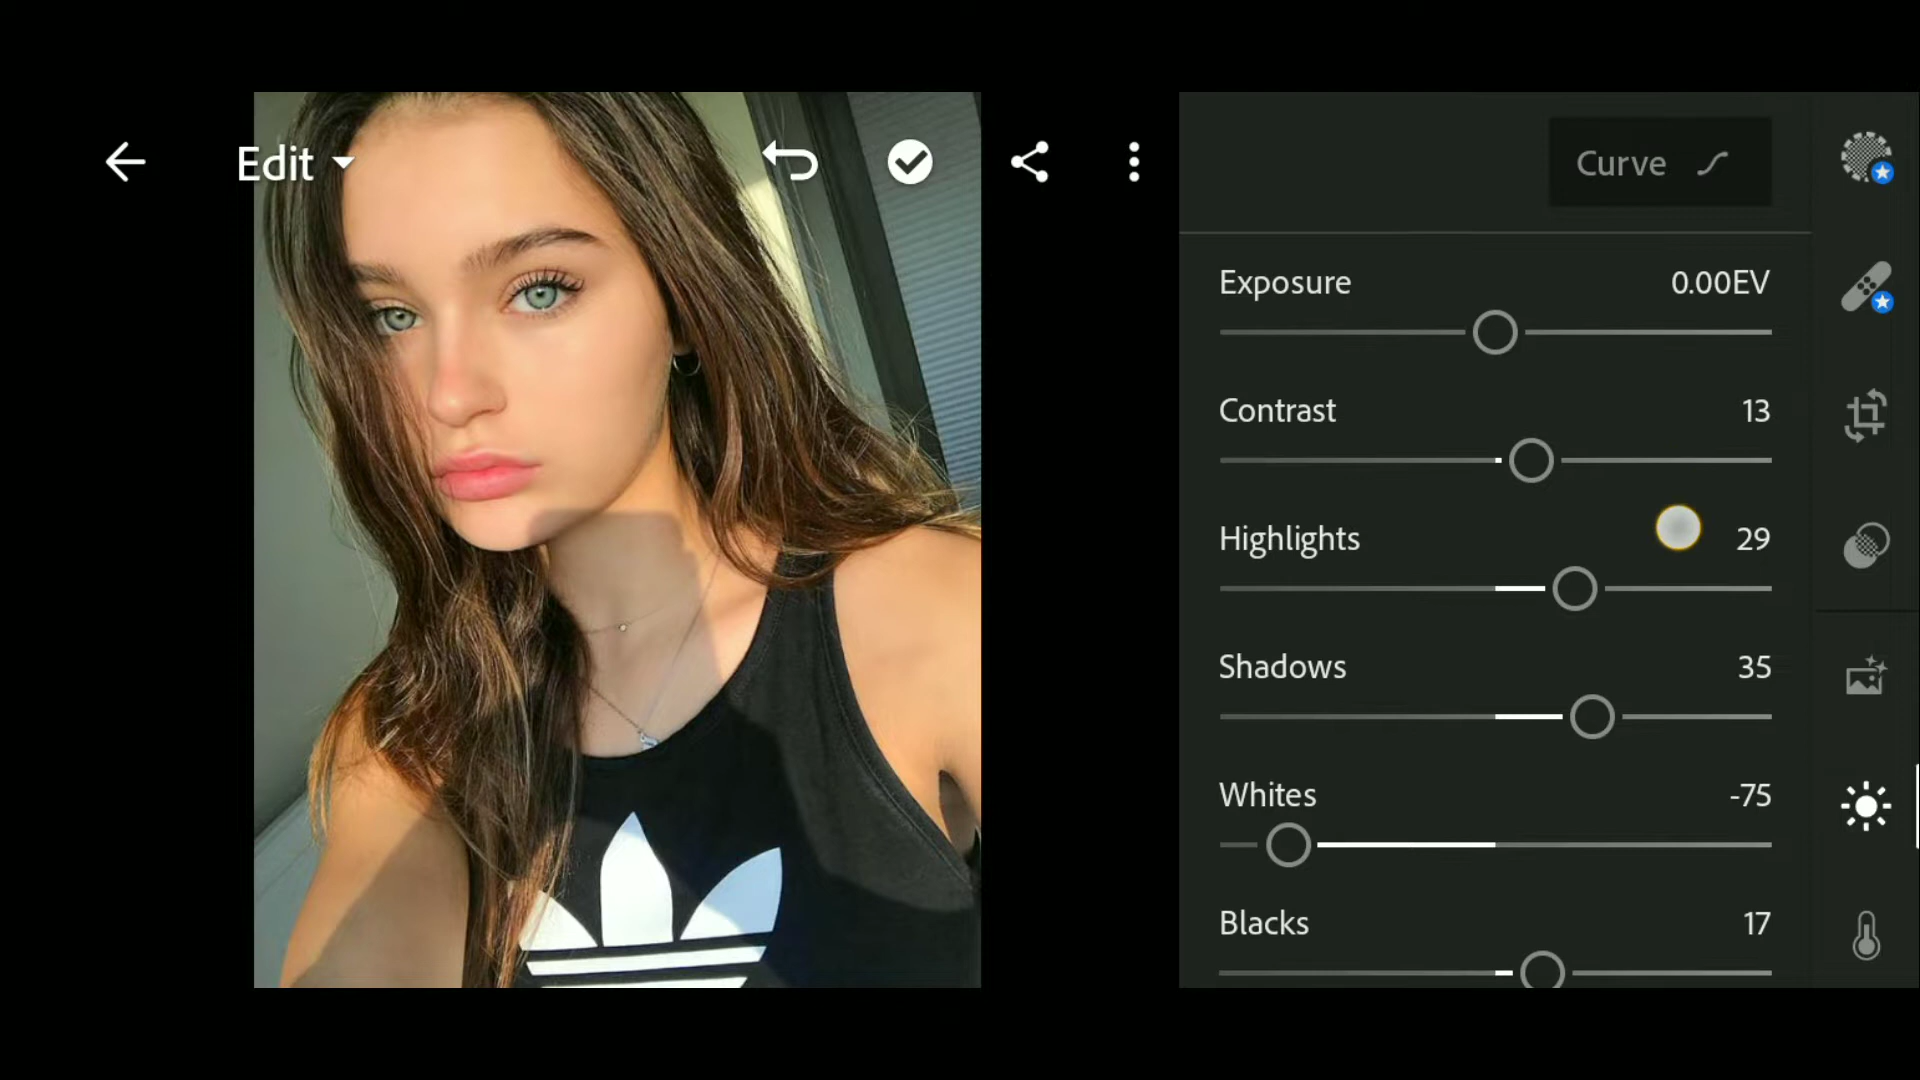 Edit
Curve
Exposure 0.00EV
Contrast 13
Highlights 29
Shadows 35
Whites -75
Blacks 17